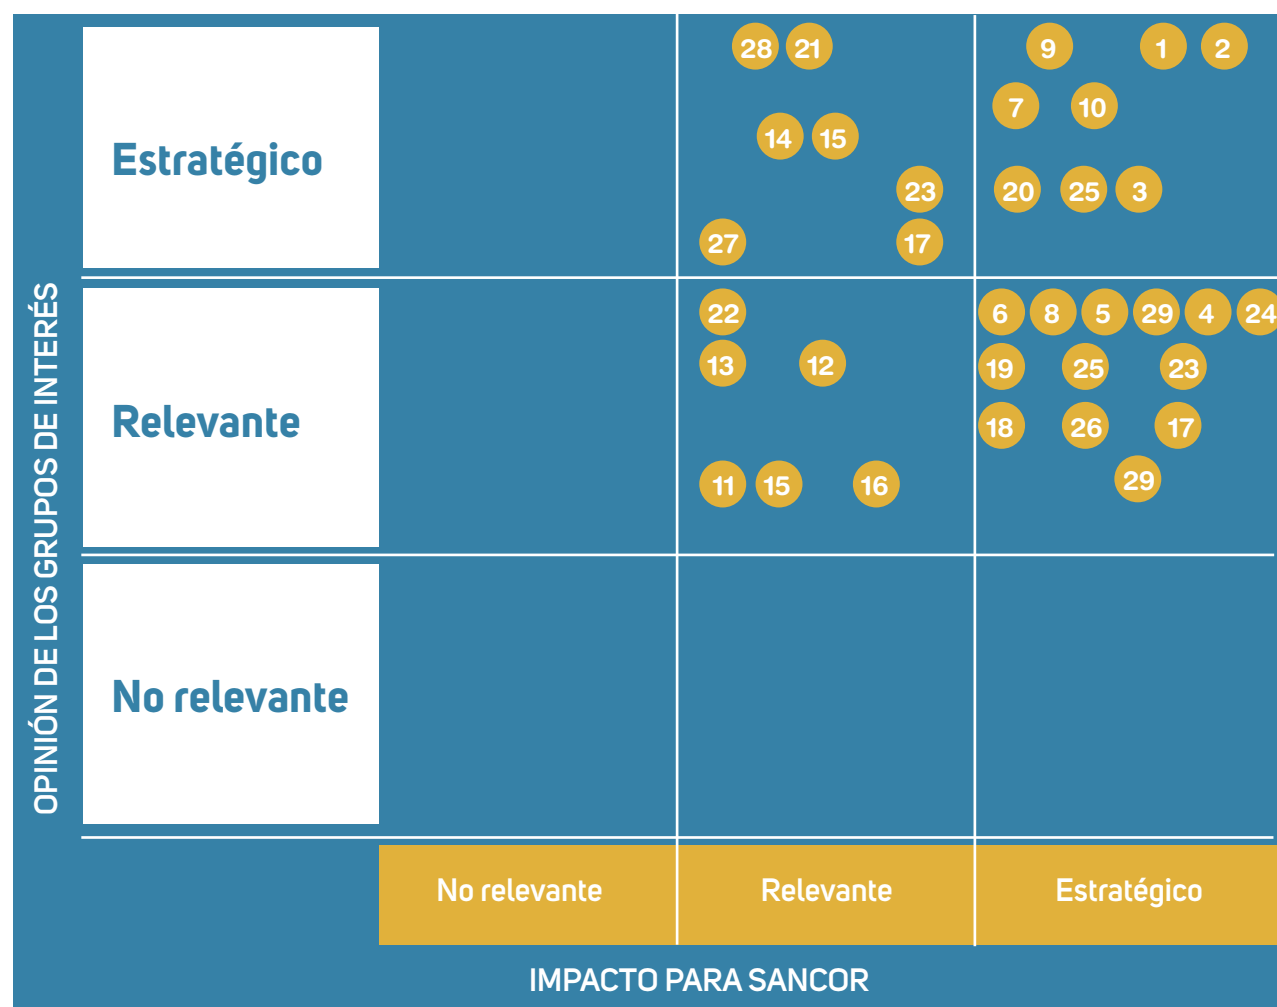 OPINIÓN DE LOS GRUPOS DE INTERÉS
Estratégico
28 21 9 1 2
7 10
14 15
23 20 25 3
27 17
Relevante
22 6 8 5 29 4 24
13 12 19 25 23
18 26 17
11 15 16 29
No relevante
No relevante Relevante Estratégico
IMPACTO PARA SANCOR